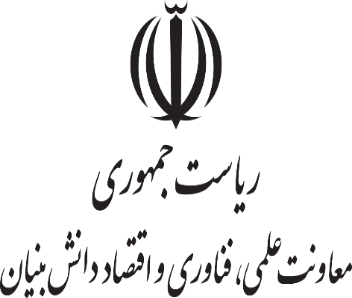 ریاست جمهوری
معاونت علمی، فناوری و اقتصاد دانش بنیان